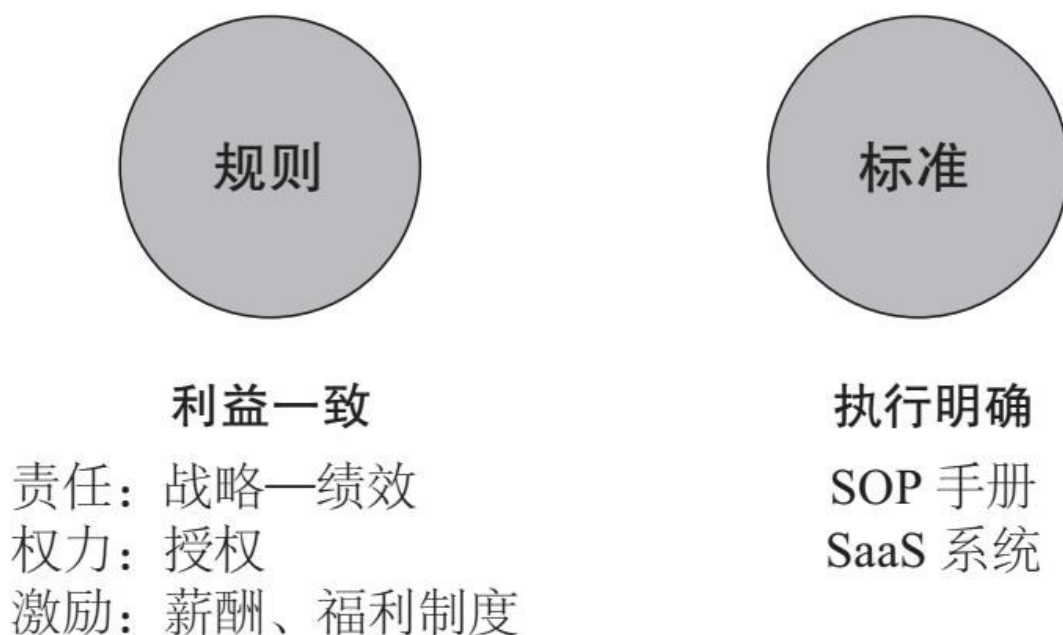 规则
利益一致
责任：战略—绩效
权力：授权
激励：薪酬、福利制度
标准
执行明确
SOP 手册
SaaS 系统